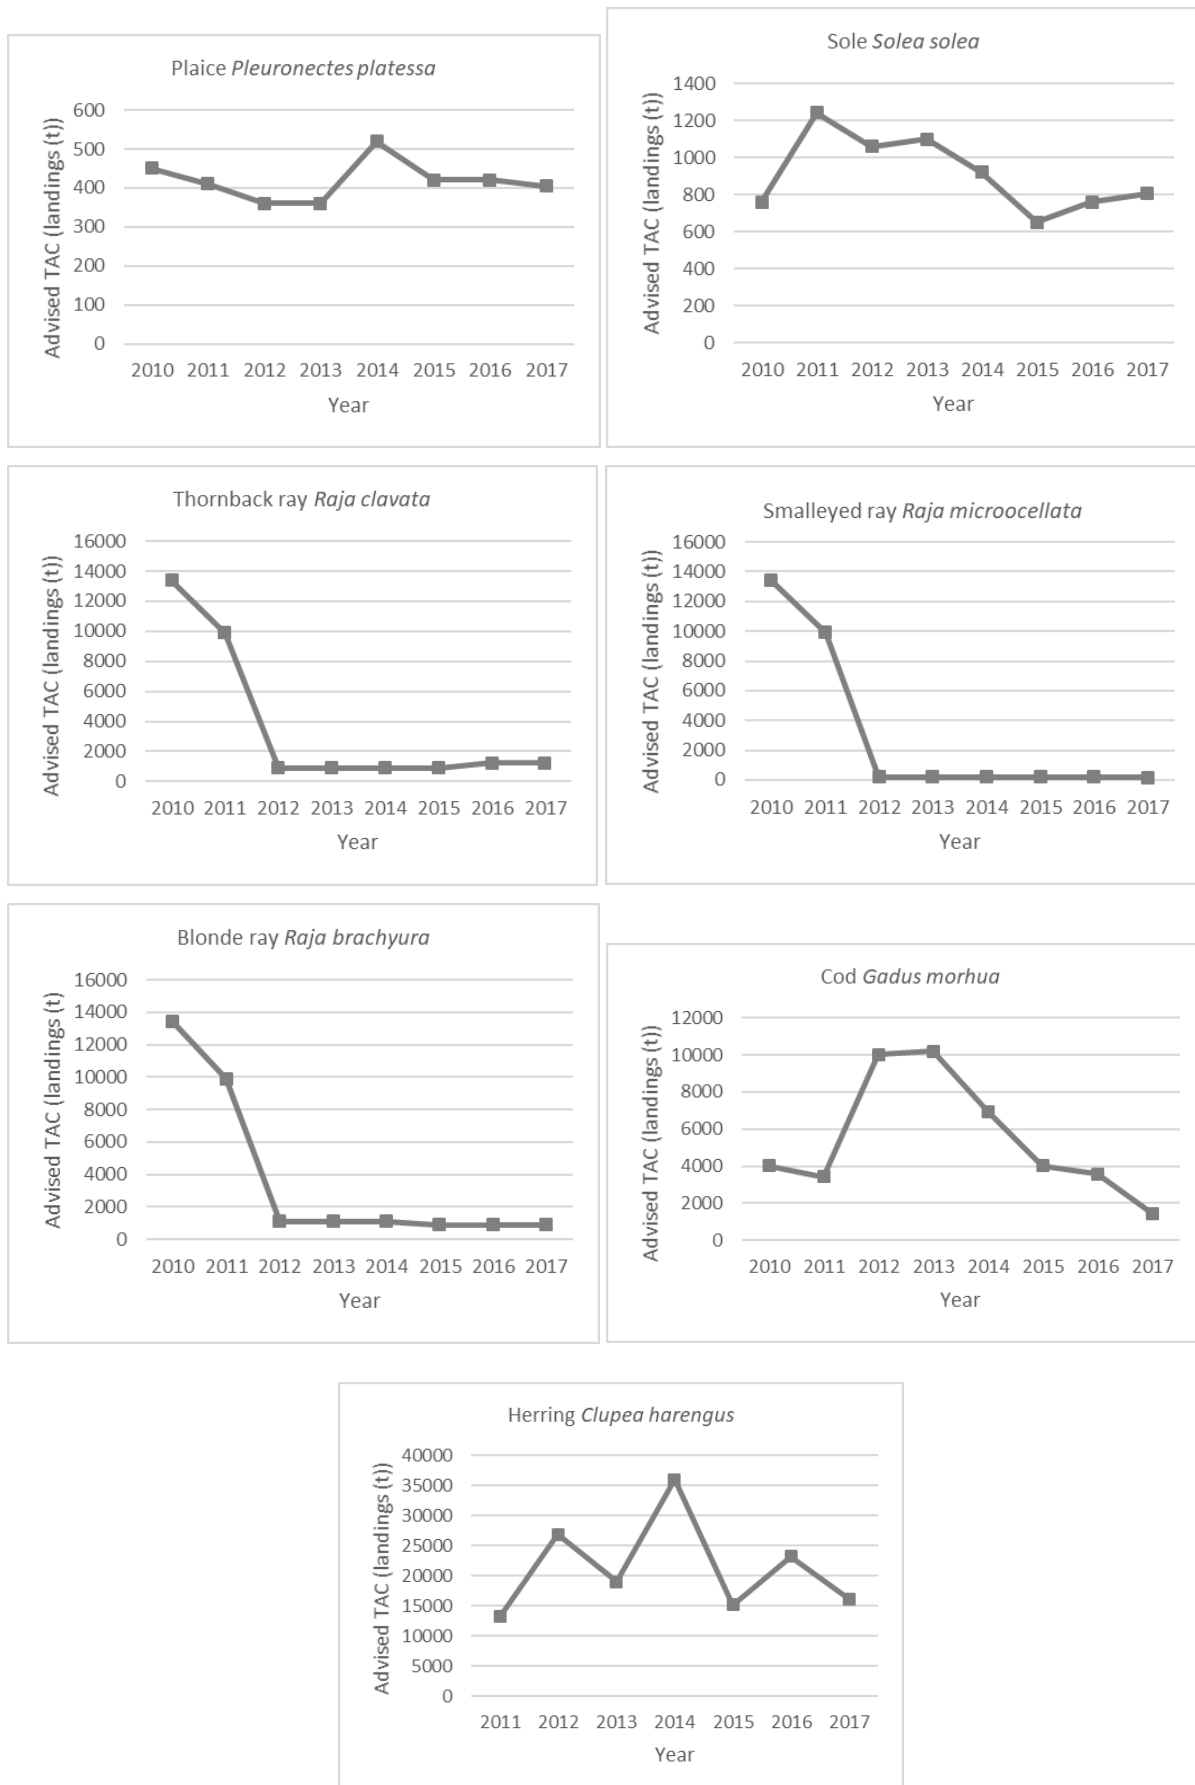 Plaice Pleuronectes platessa
Advised TAC (landings (t))
600
500
400
300
200
100
0
2010 2011 2012 2013 2014 2015 2016 2017
Year
Sole Solea solea
Advised TAC (landings (t))
1400
1200
1000
800
600
400
200
0
2010 2011 2012 2013 2014 2015 2016 2017
Year
Thornback ray Raja clavata
Advised TAC (landings (t))
16000
14000
12000
10000
8000
6000
4000
2000
0
2010 2011 2012 2013 2014 2015 2016 2017
Year
Smalleyed ray Raja microocellata
Advised TAC (landings (t))
16000
14000
12000
10000
8000
6000
4000
2000
0
2010 2011 2012 2013 2014 2015 2016 2017
Year
Blonde ray Raja brachyura
Advised TAC (landings (t)
16000
14000
12000
10000
8000
6000
4000
2000
0
2010 2011 2012 2013 2014 2015 2016 2017
Year
Cod Gadus morhua
Advised TAC (landings (t))
12000
10000
8000
6000
4000
2000
0
2010 2011 2012 2013 2014 2015 2016 2017
Year
Herring Clupea harengus
Advised TAC (landings (t))
40000
35000
30000
25000
20000
15000
10000
5000
0
2011 2012 2013 2014 2015 2016 2017
Year